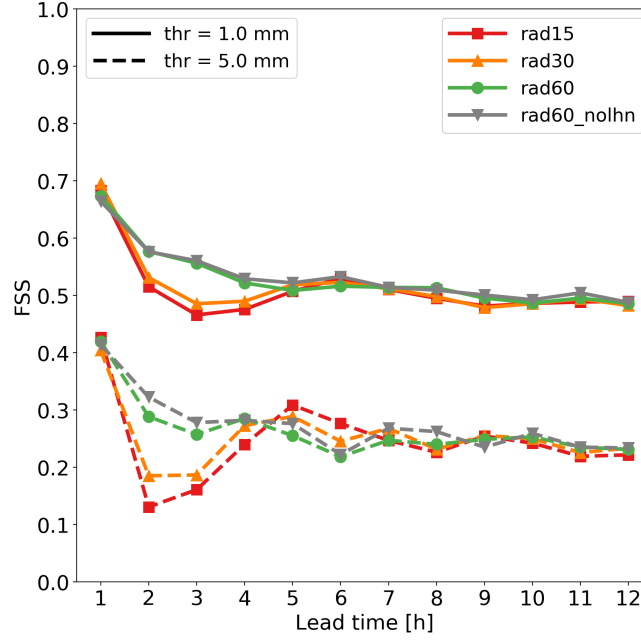 1.0
0.9
0.8
0.7
0.6
0.5
0.4
0.3
0.2
0.1
0.0
FSS
thr = 1.0 mm
thr = 5.0 mm
rad15
rad30
rad60
rad60_nolhn
1 2 3 4 5 6 7 8 9 10 11 12
Lead time [h]